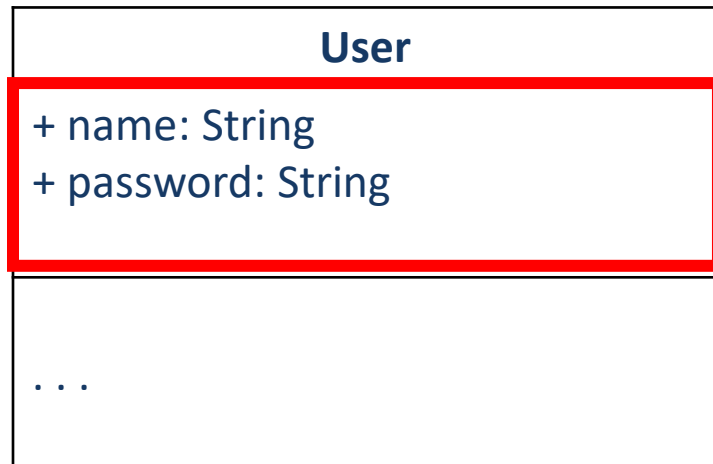 User
+ name: String
+ password: String
. . .